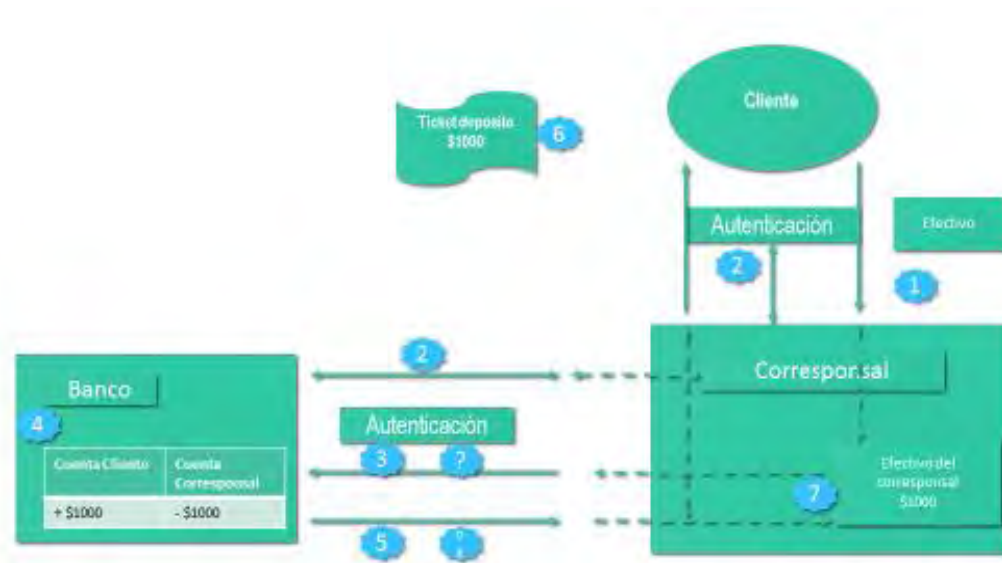 Cliente
Ticket deposito
$1000
6
Autenticación
Efectivo
2
1
2
Corresponsal
Banco
4
Autenticación
3
?
Cuenta Cliente
Cuenta
Corresponsal
Efectivo del
corresponsal
$1000
7
+ $1000
- $1000
5